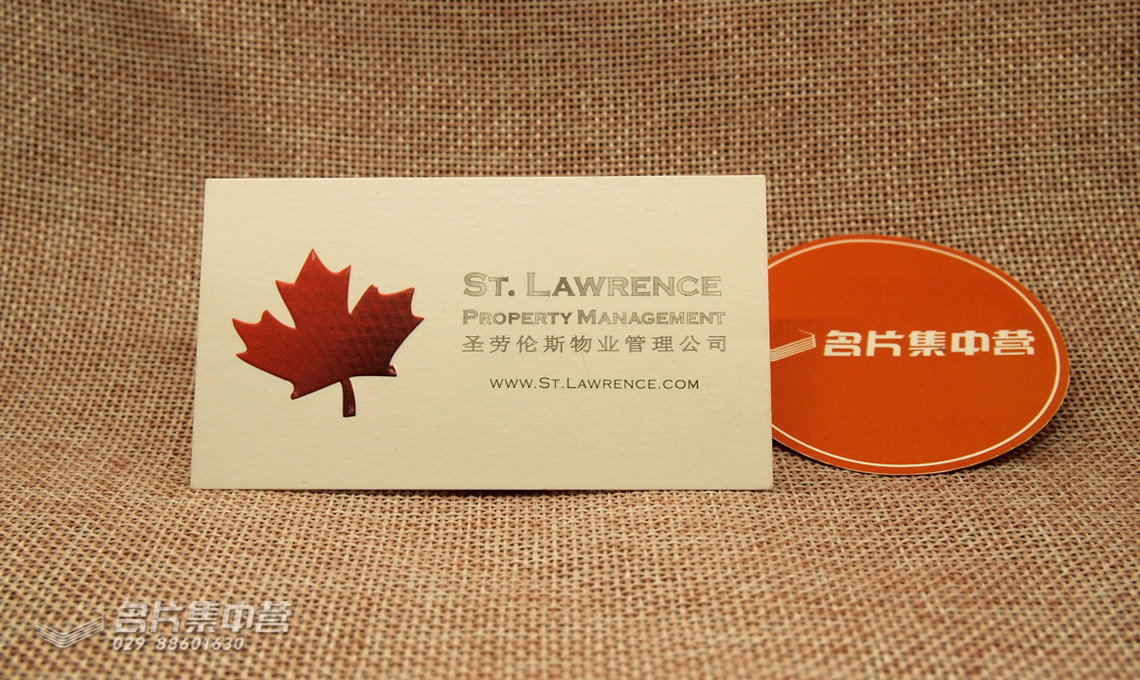 St. Lawrence
Property Management
圣劳伦斯物业管理公司
www.St.Lawrence.com
名片集中营
名片集中营
029-88601630